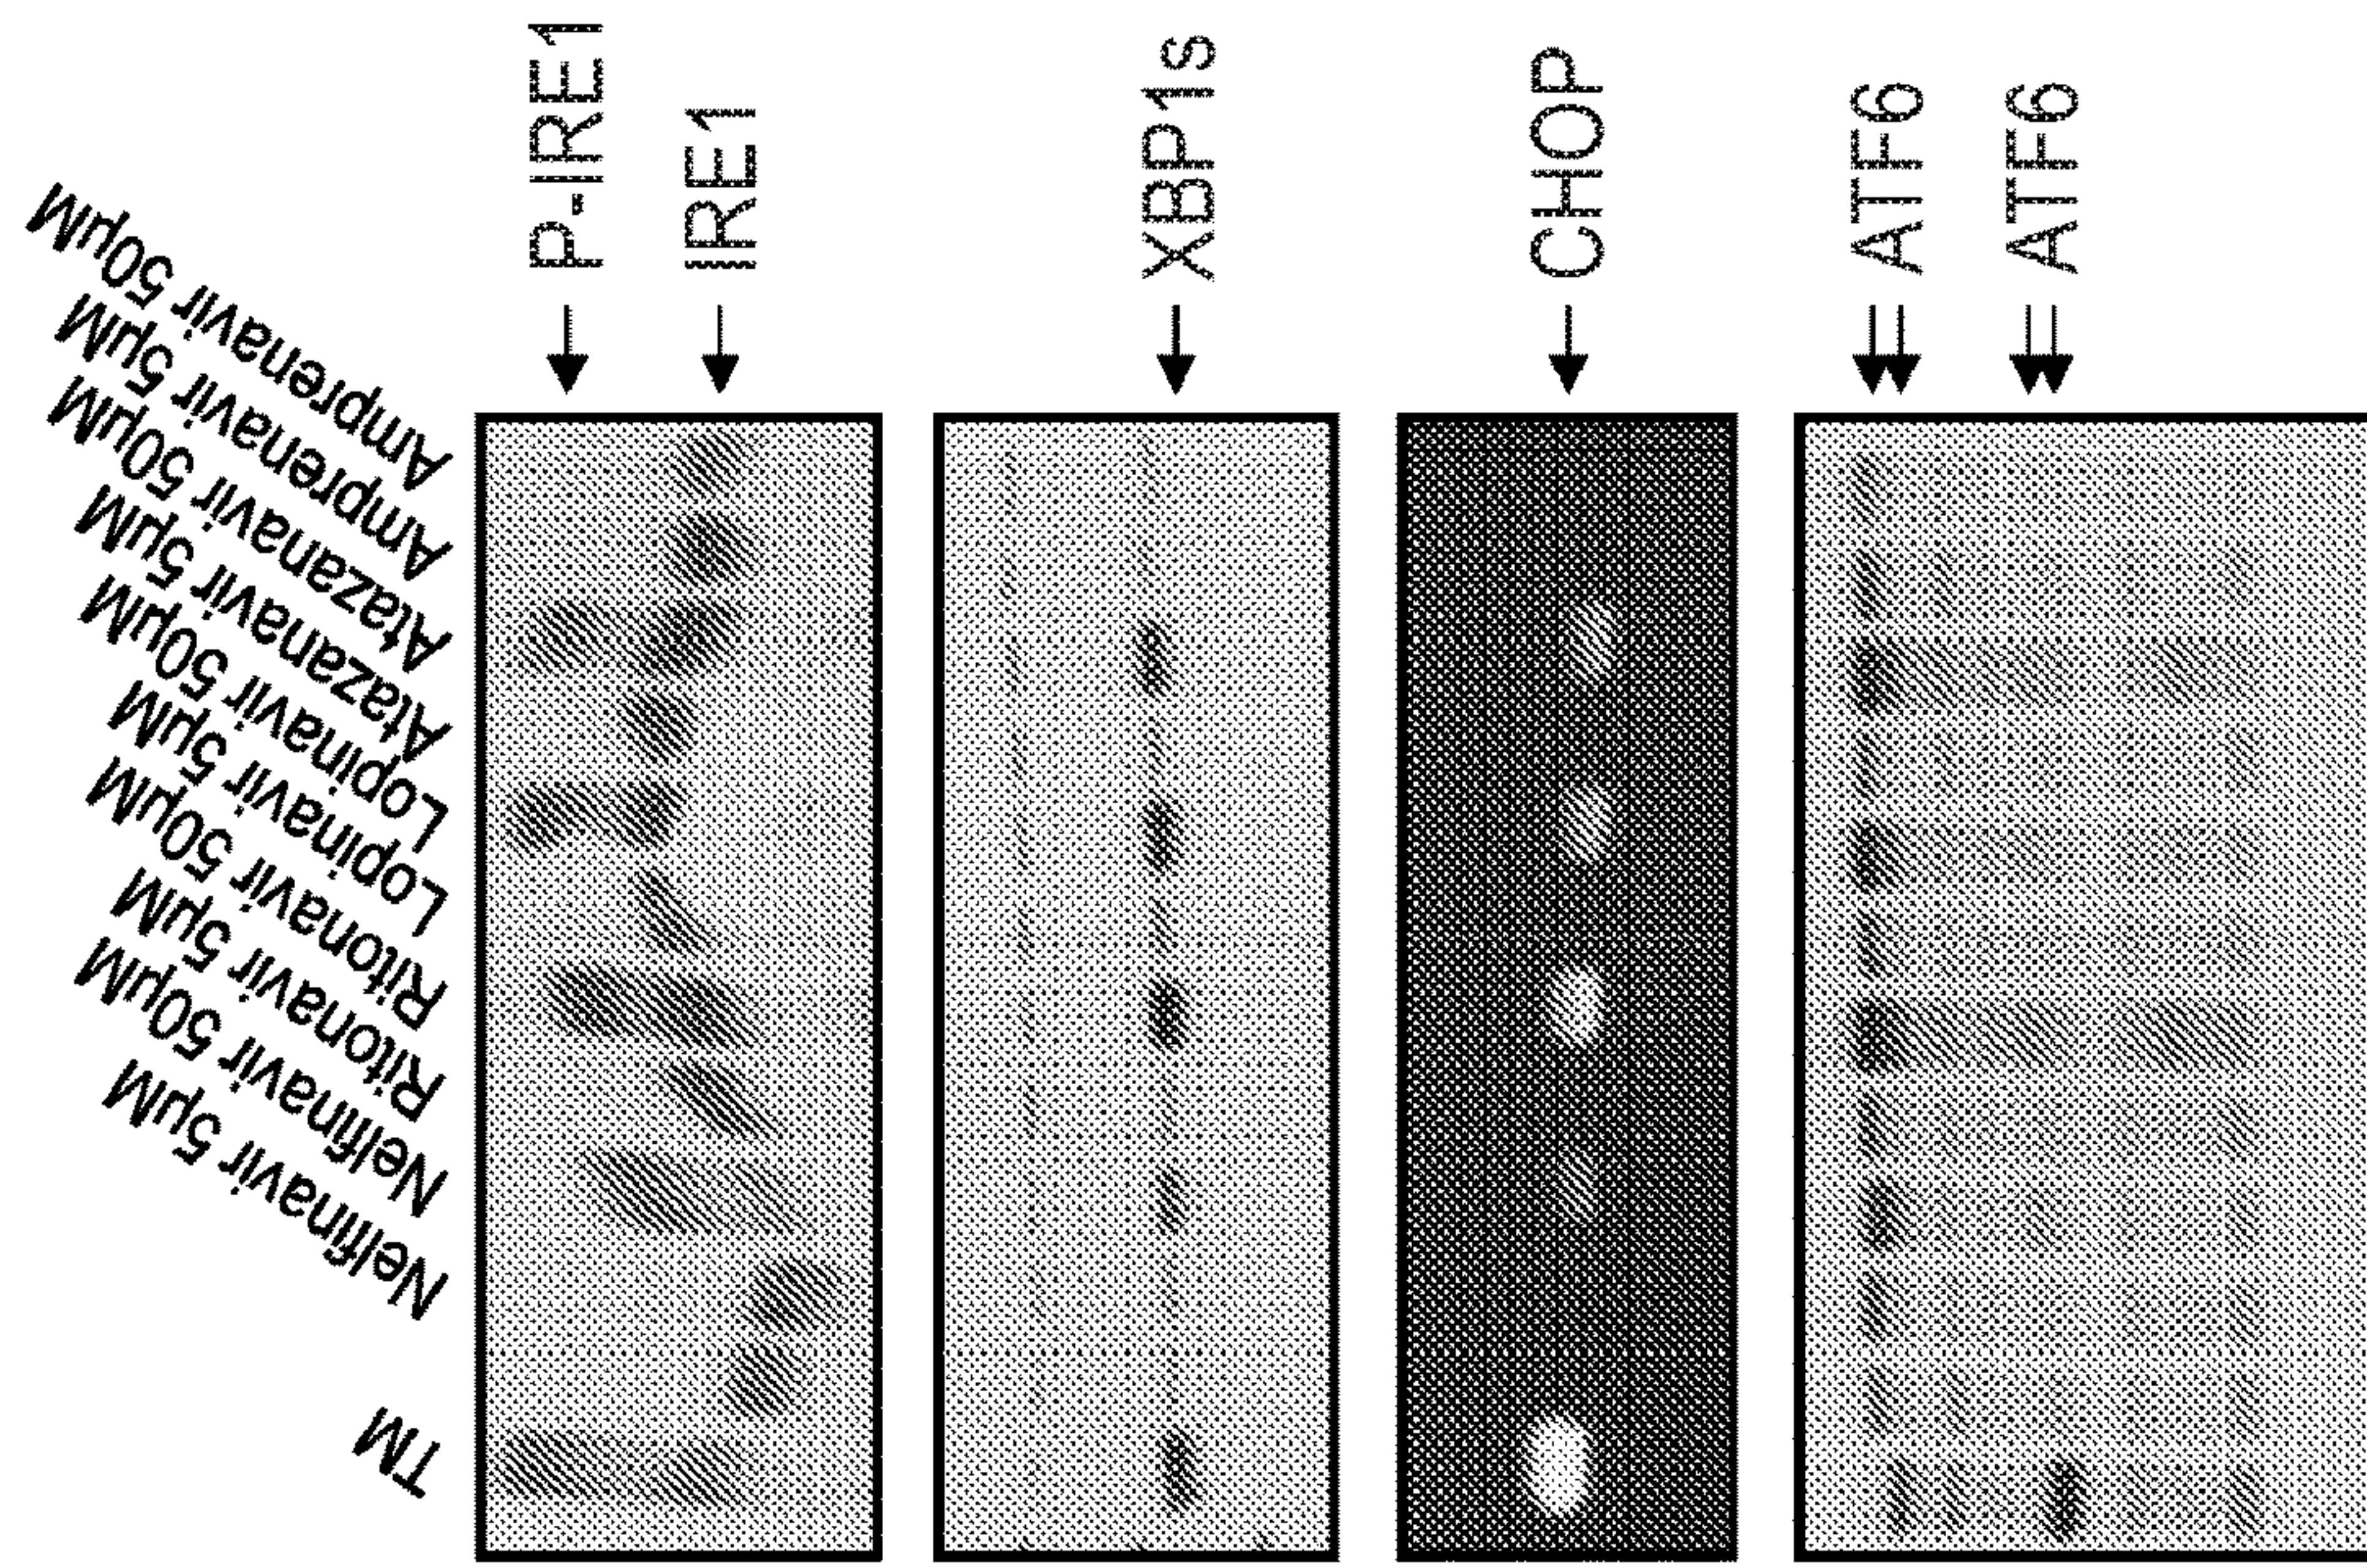 TM
Nelfinavir 5µM
Nelfinavir 50µM
Ritonavir 5µM
Ritonavir 50µM
Lopinavir 5µM
Lopinavir 50µM
Atazanavir 5µM
Atazanavir 50µM
Amprenavir 5µM
Amprenavir 50µM
P-IRE1
IRE1
XBP1s
CHOP
ATF6
ATF6